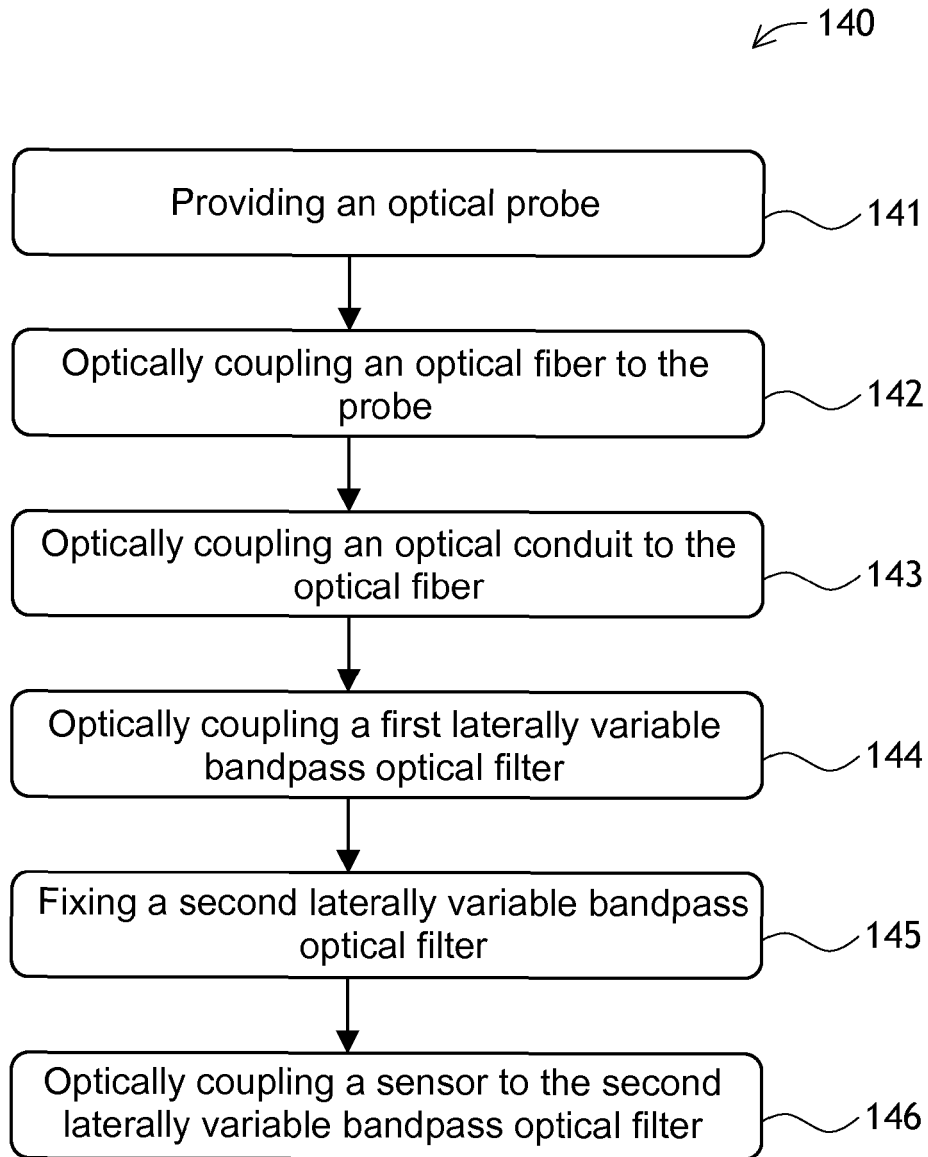 140
Providing an optical probe
141
Optically coupling an optical fiber to the
probe
142
Optically coupling an optical conduit to the
optical fiber
143
Optically coupling a first laterally variable
bandpass optical filter
144
Fixing a second laterally variable bandpass
optical filter
145
Optically coupling a sensor to the second
laterally variable bandpass optical filter
146